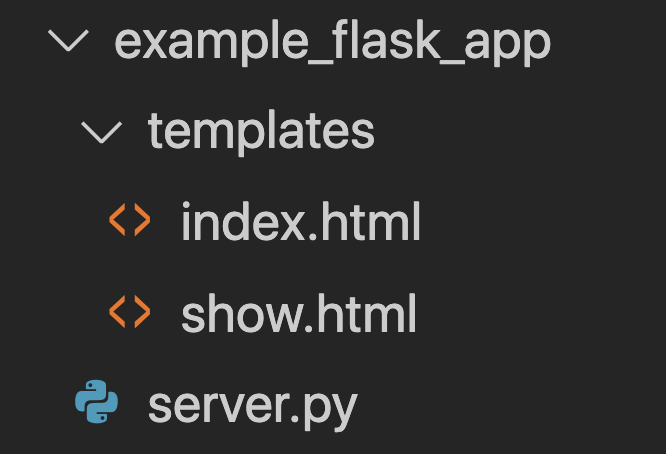 example_flask_app
templates
index.html
show.html
server.py